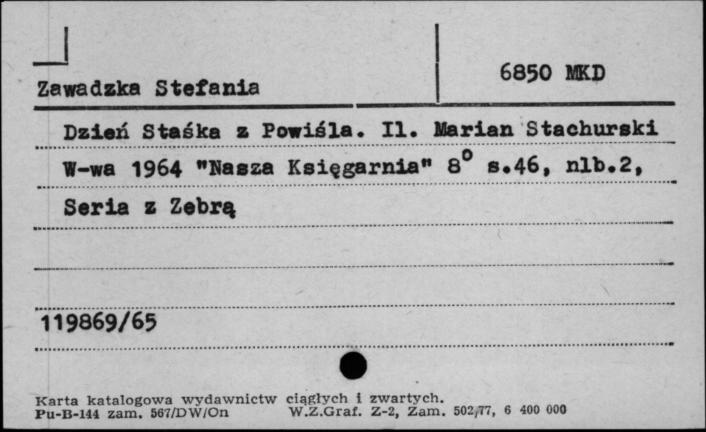 6850 MKD
Zawadzka Stefania
Dzień Staśka z Powiśla. Il. Marian Stachurski
W-wa 1964 "Nasza Księgarnia" 8⁰ s.46, nlb.2,
Seria z Zebrą
119869/65
Karta katalogowa wydawnictw ciągłych i zwartych.
Pu-B-144 zam. 567/DW/On W.Z.Graf. Z-2, Zam. 502/77, 6 400 000